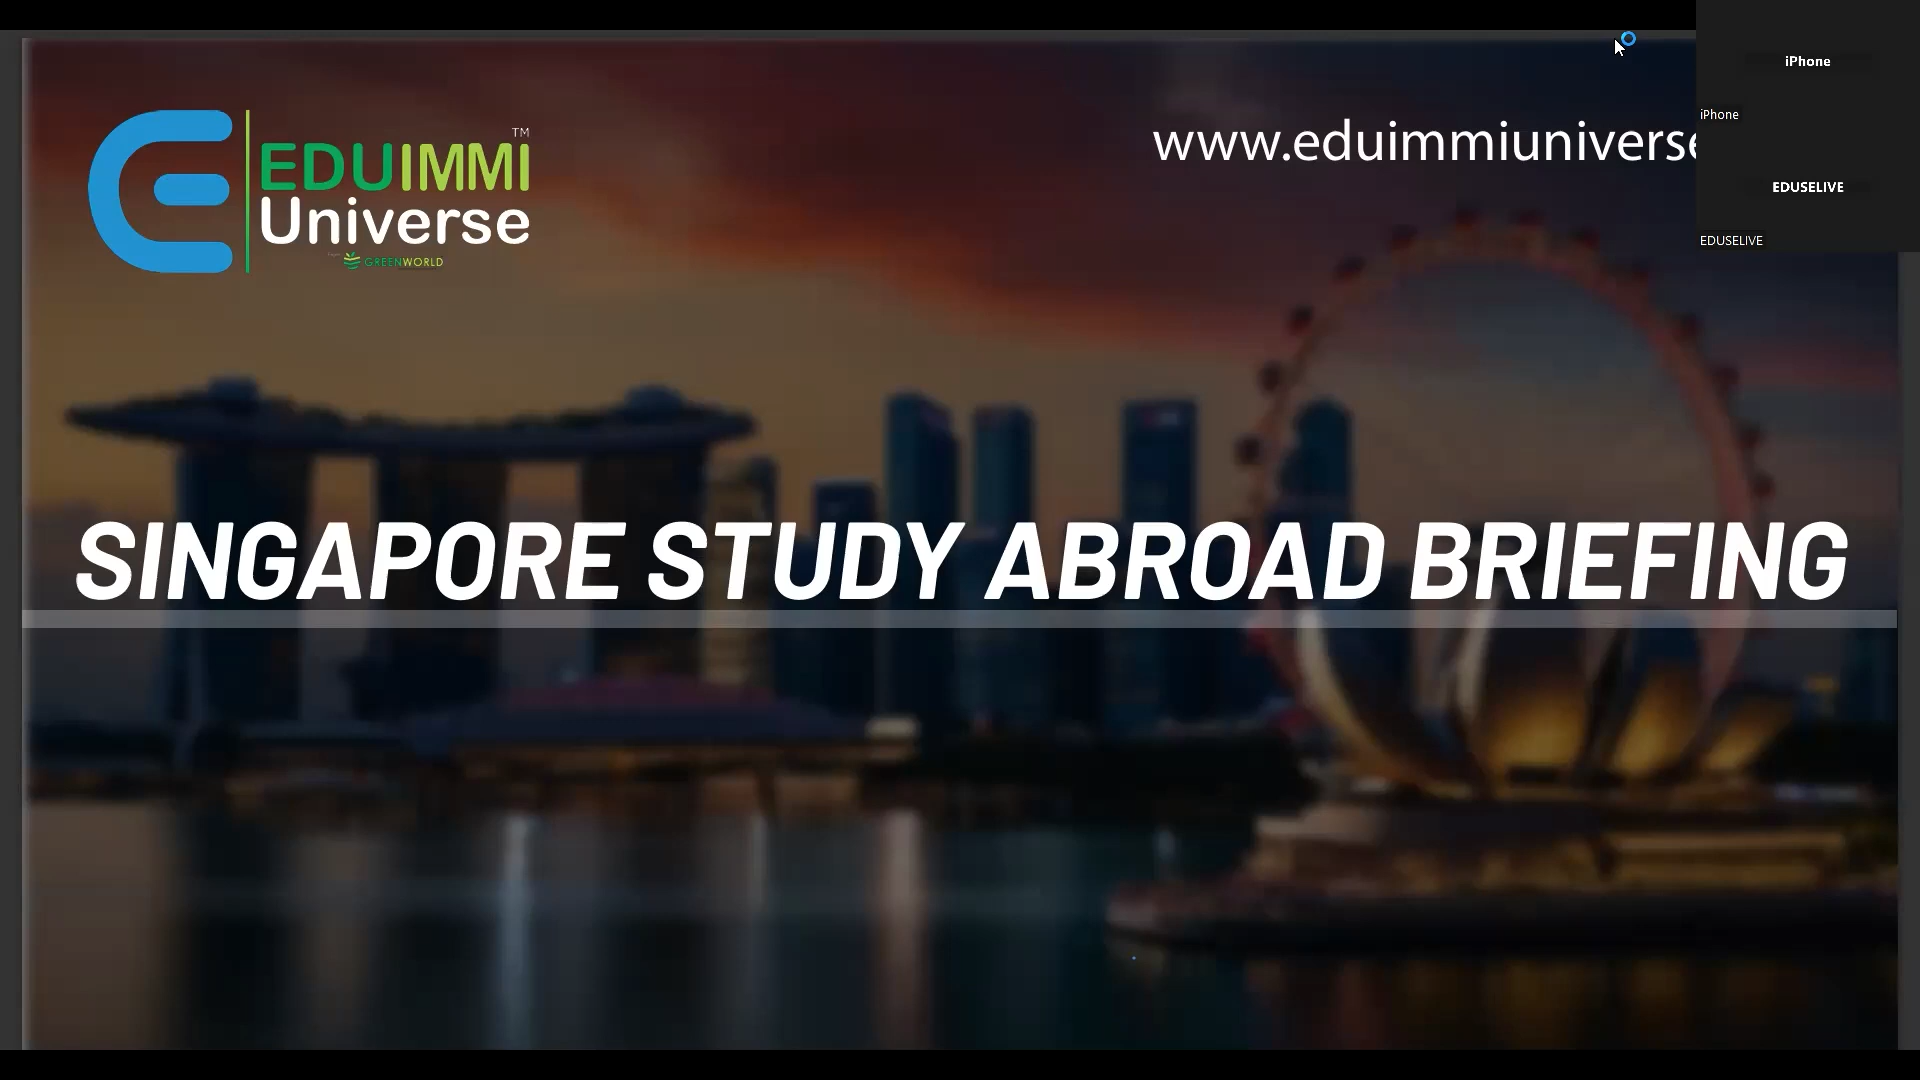 iPhone
iPhone
www.eduimmiuniverse
EDUSELIVE
EDUSELIVE
TM
EDUIMMI
Universe
GREENWORLD
SINGAPORE STUDY ABROAD BRIEFING